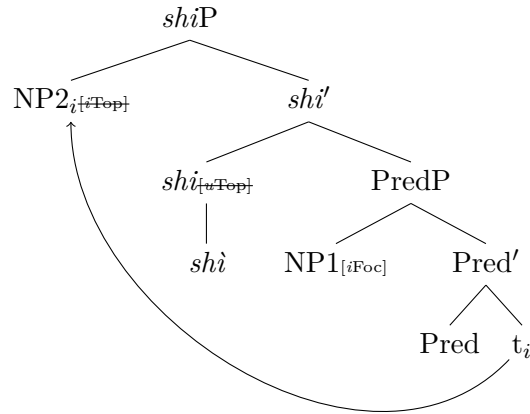 shiP
NP2i[iTop] shi′
shi[uTop] PredP
shì NP1[iFoc] Pred′
Pred ti